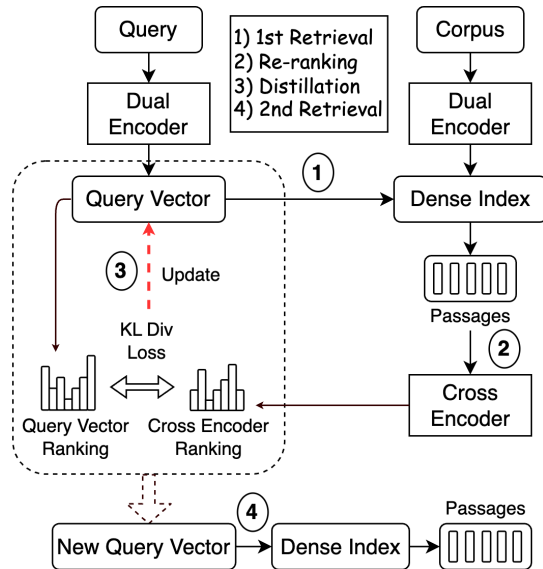 Query
1) 1st Retrieval
2) Re-ranking
3) Distillation
4) 2nd Retrieval
Corpus
Dual
Encoder
Dual
Encoder
1
Query Vector
Dense Index
3
Update
Passages
2
KL Div
Loss
Cross
Encoder
Query Vector
Ranking
Cross Encoder
Ranking
4
Passages
New Query Vector
Dense Index